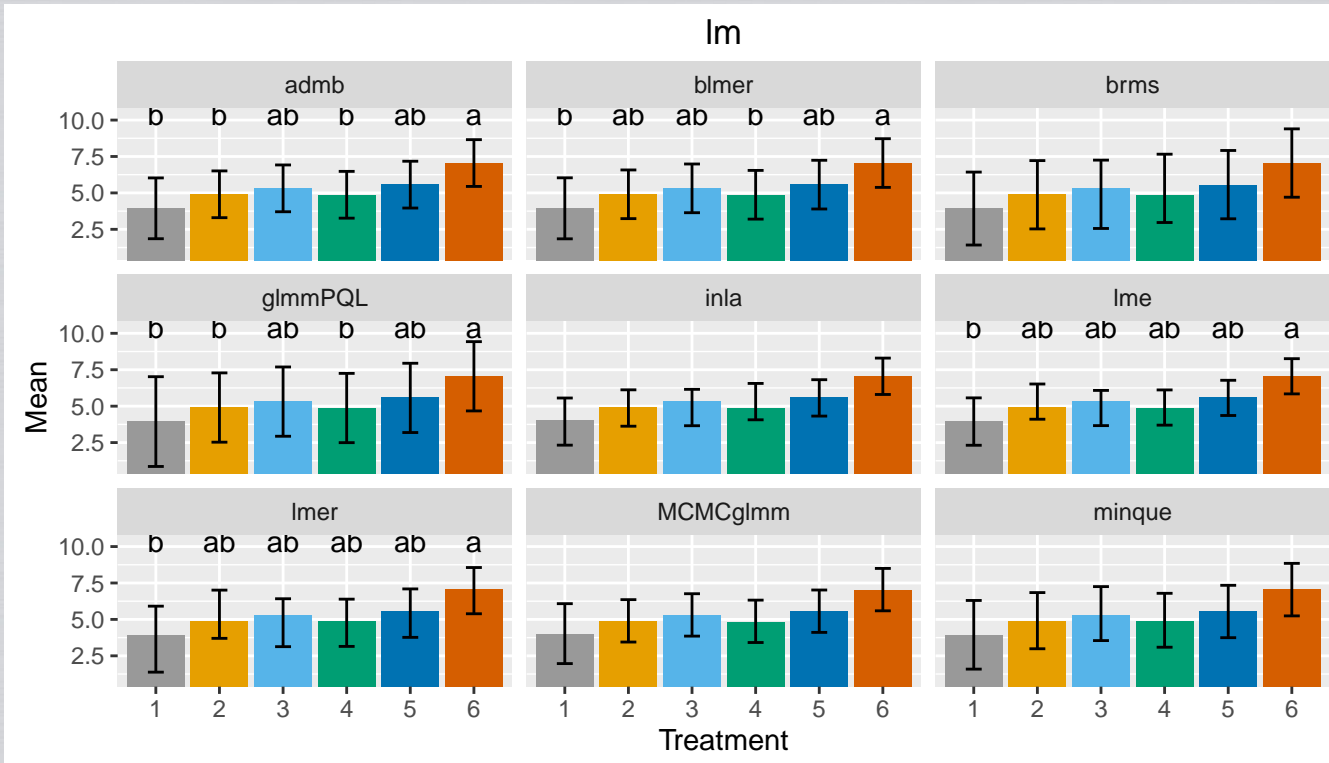 lm
admb blmer brms
10.0 b b ab b ab a b ab ab b ab a
7.5
5.0
2.5
glmmPQL inla lme
10.0 b b ab b ab a b ab ab ab ab a
7.5
5.0
2.5
Mean
lmer MCMCglmm minque
10.0 b ab ab ab ab a
7.5
5.0
2.5
1 2 3 4 5 6 1 2 3 4 5 6 1 2 3 4 5 6
Treatment